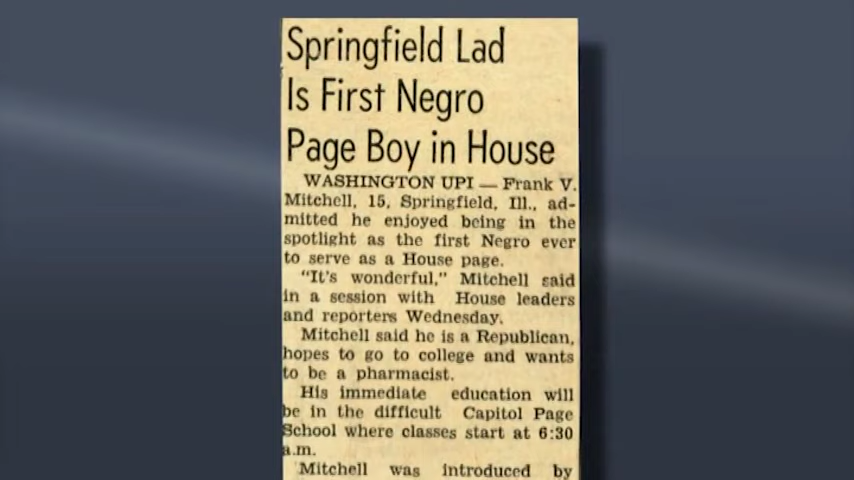 Springfield Lad
Is First Negro
Page Boy in House
WASHINGTON UPI — Frank V.
Mitchell, 15, Springfield, Ill., ad-
mitted he enjoyed being in the
spotlight as the first Negro ever
to serve as a House page.
"It's wonderful," Mitchell said
in a session with House leaders
and reporters Wednesday.
Mitchell said he is a Republican,
hopes to go to college and wants
to be a pharmacist.
His immediate education will
be in the difficult Capitol Page
School where classes start at 6:30
a.m.
Mitchell was introduced by